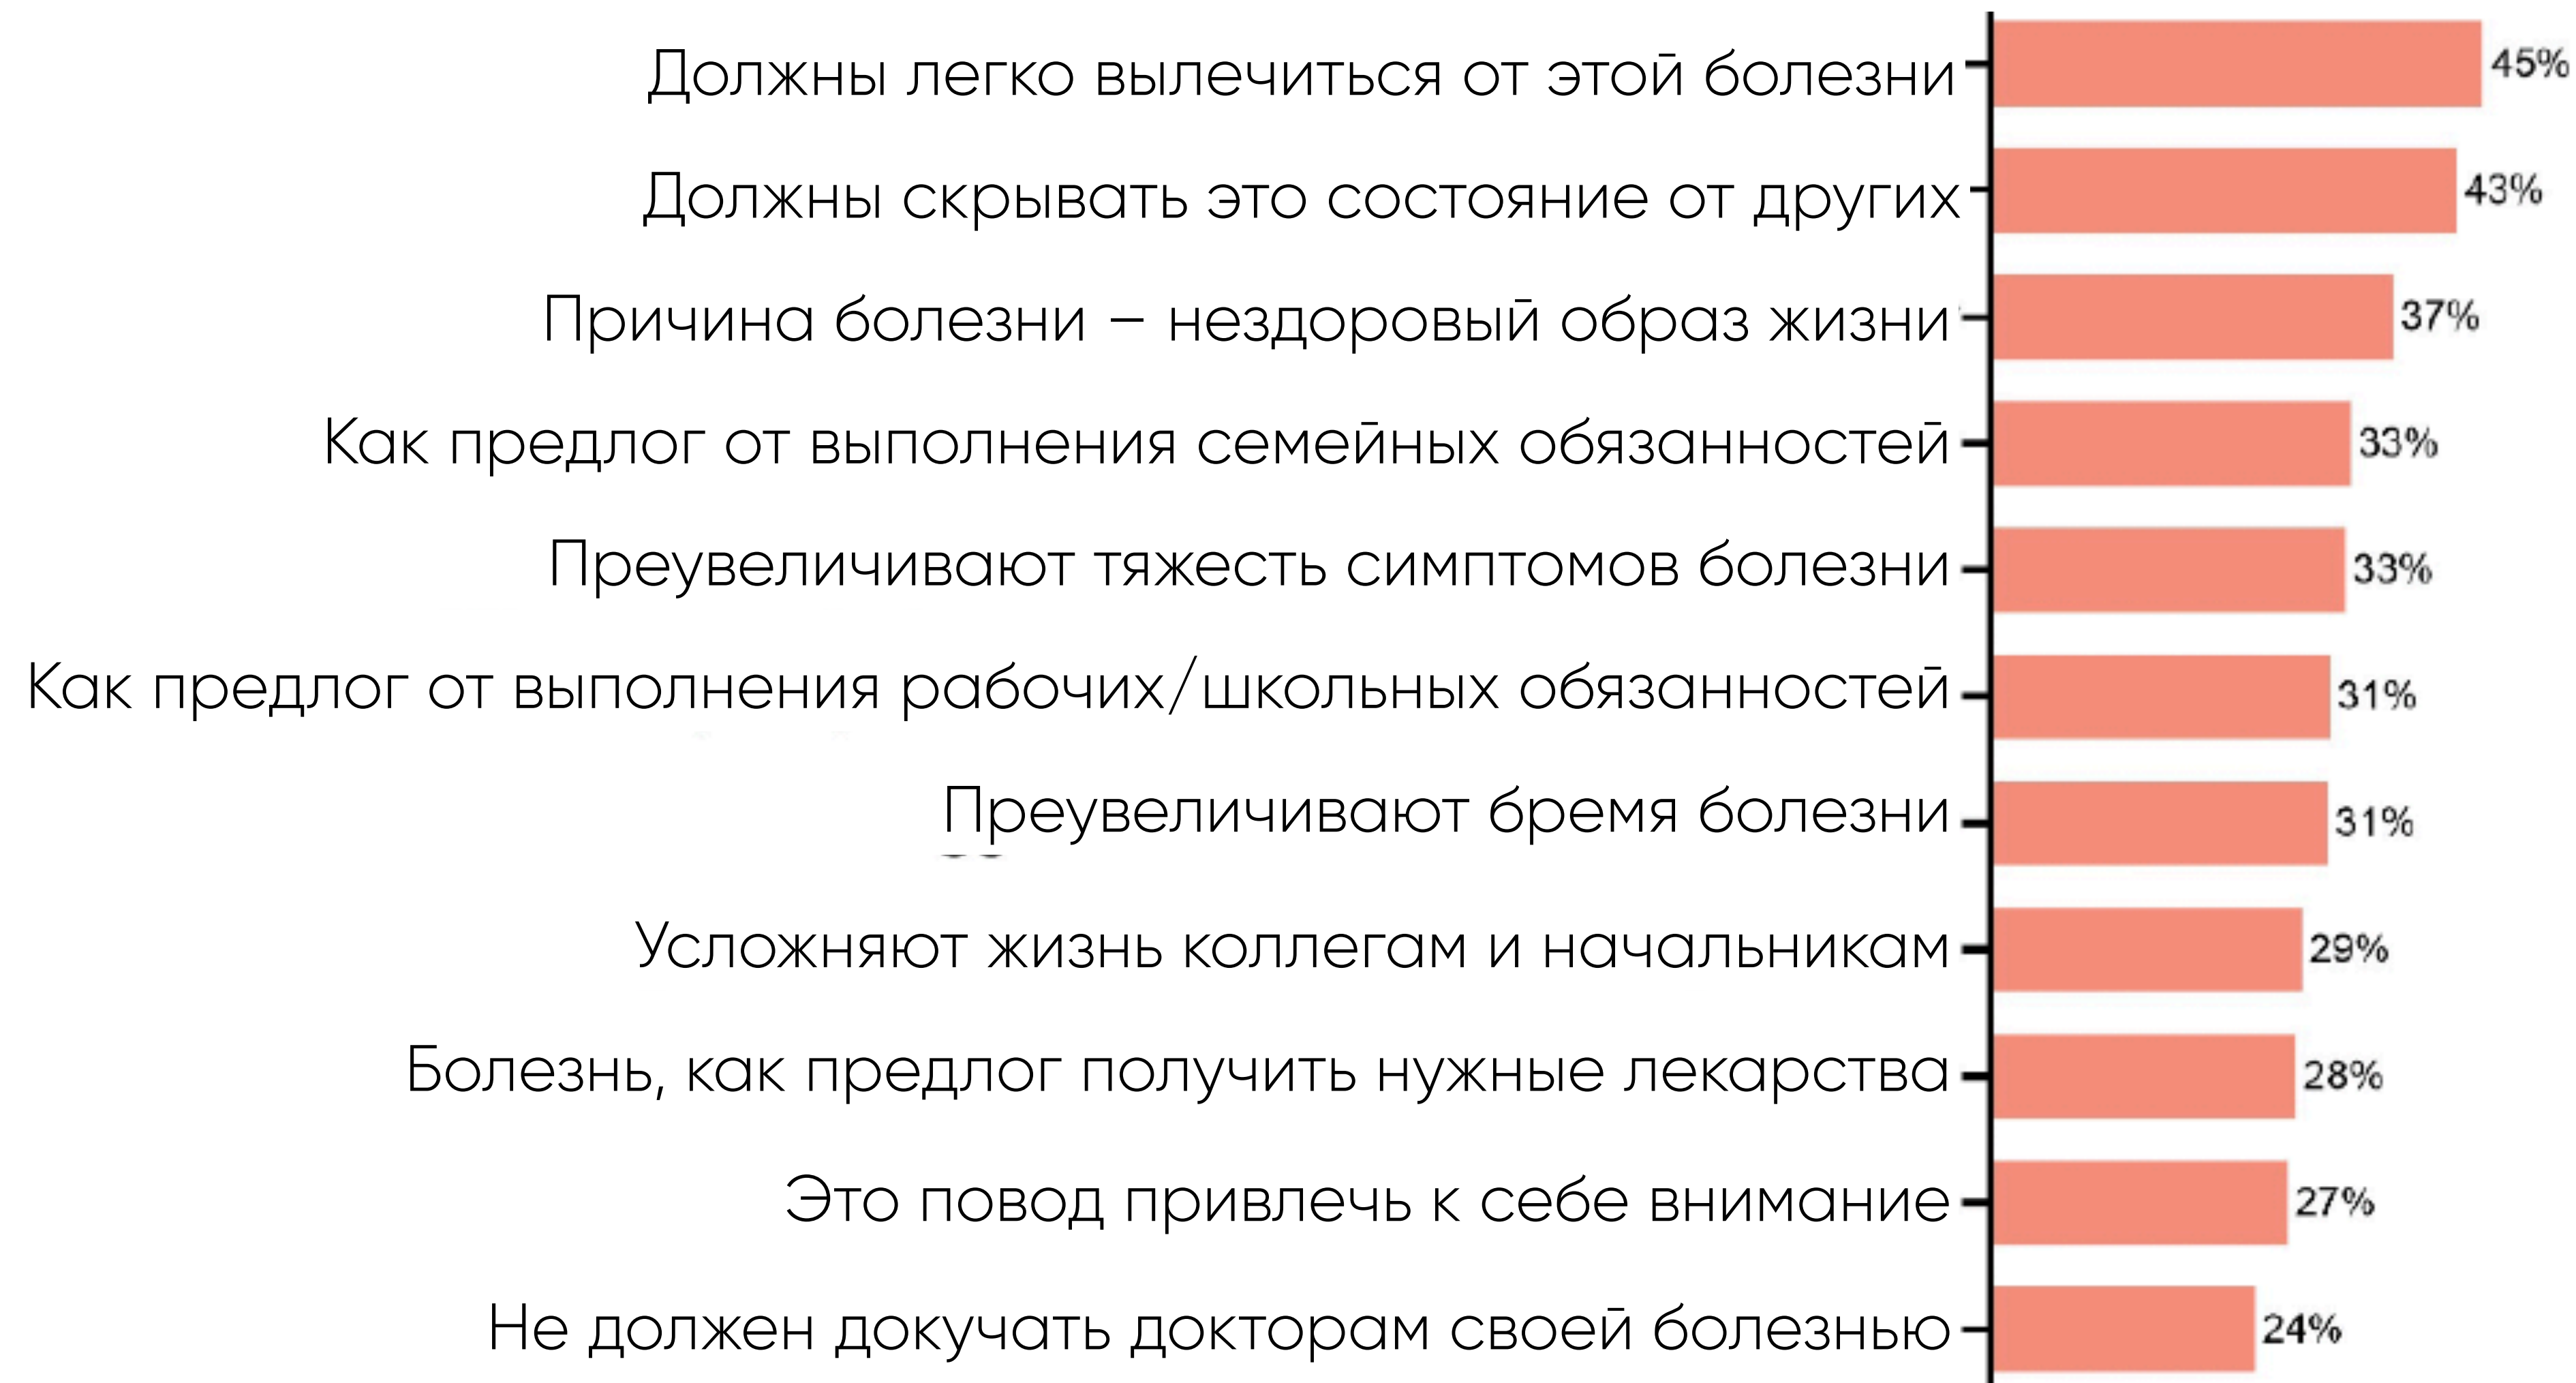 Должны легко вылечиться от этой болезни 45%
Должны скрывать это состояние от других 43%
Причина болезни – нездоровый образ жизни 37%
Как предлог от выполнения семейных обязанностей 33%
Преувеличивают тяжесть симптомов болезни 33%
Как предлог от выполнения рабочих/школьных обязанностей 31%
Преувеличивают бремя болезни 31%
Усложняют жизнь коллегам и начальникам 29%
Болезнь, как предлог получить нужные лекарства 28%
Это повод привлечь к себе внимание 27%
Не должен докучать докторам своей болезнью 24%